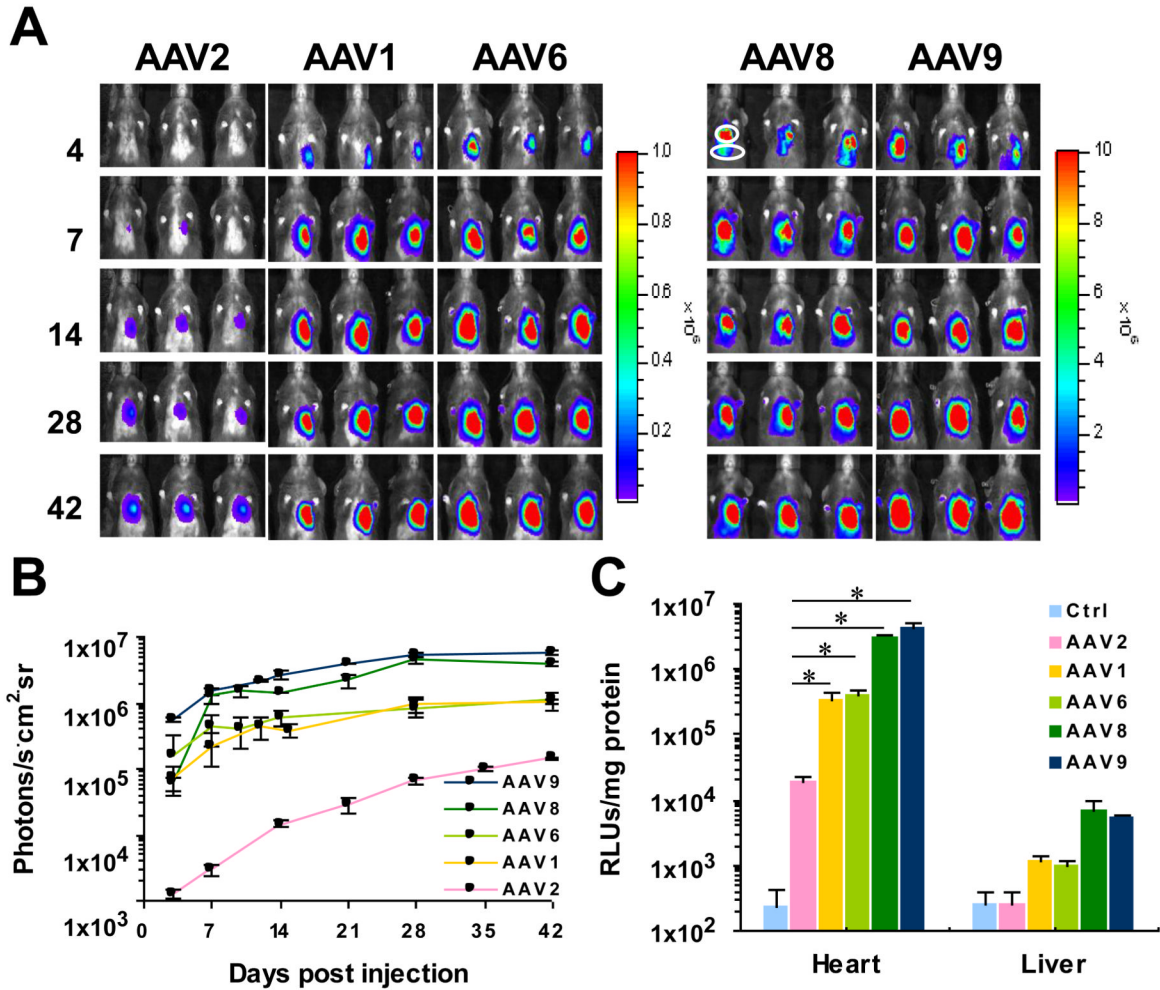 A
AAV2 AAV1 AAV6 AAV8 AAV9
4
7
14
28
42
1.0
0.8
0.6
0.4
0.2
×10⁶
10
8
6
4
2
×10⁶
B
Photons/s·cm²sr
1x10⁷
1x10⁶
1x10⁵
1x10⁴
1x10³
0 7 14 21 28 35 42
Days post injection
AAV9
AAV8
AAV6
AAV1
AAV2
C
RLUs/mg protein
1x10⁷
1x10⁶
1x10⁵
1x10⁴
1x10³
1x10²
*
*
*
*
Ctrl
AAV2
AAV1
AAV6
AAV8
AAV9
Heart Liver